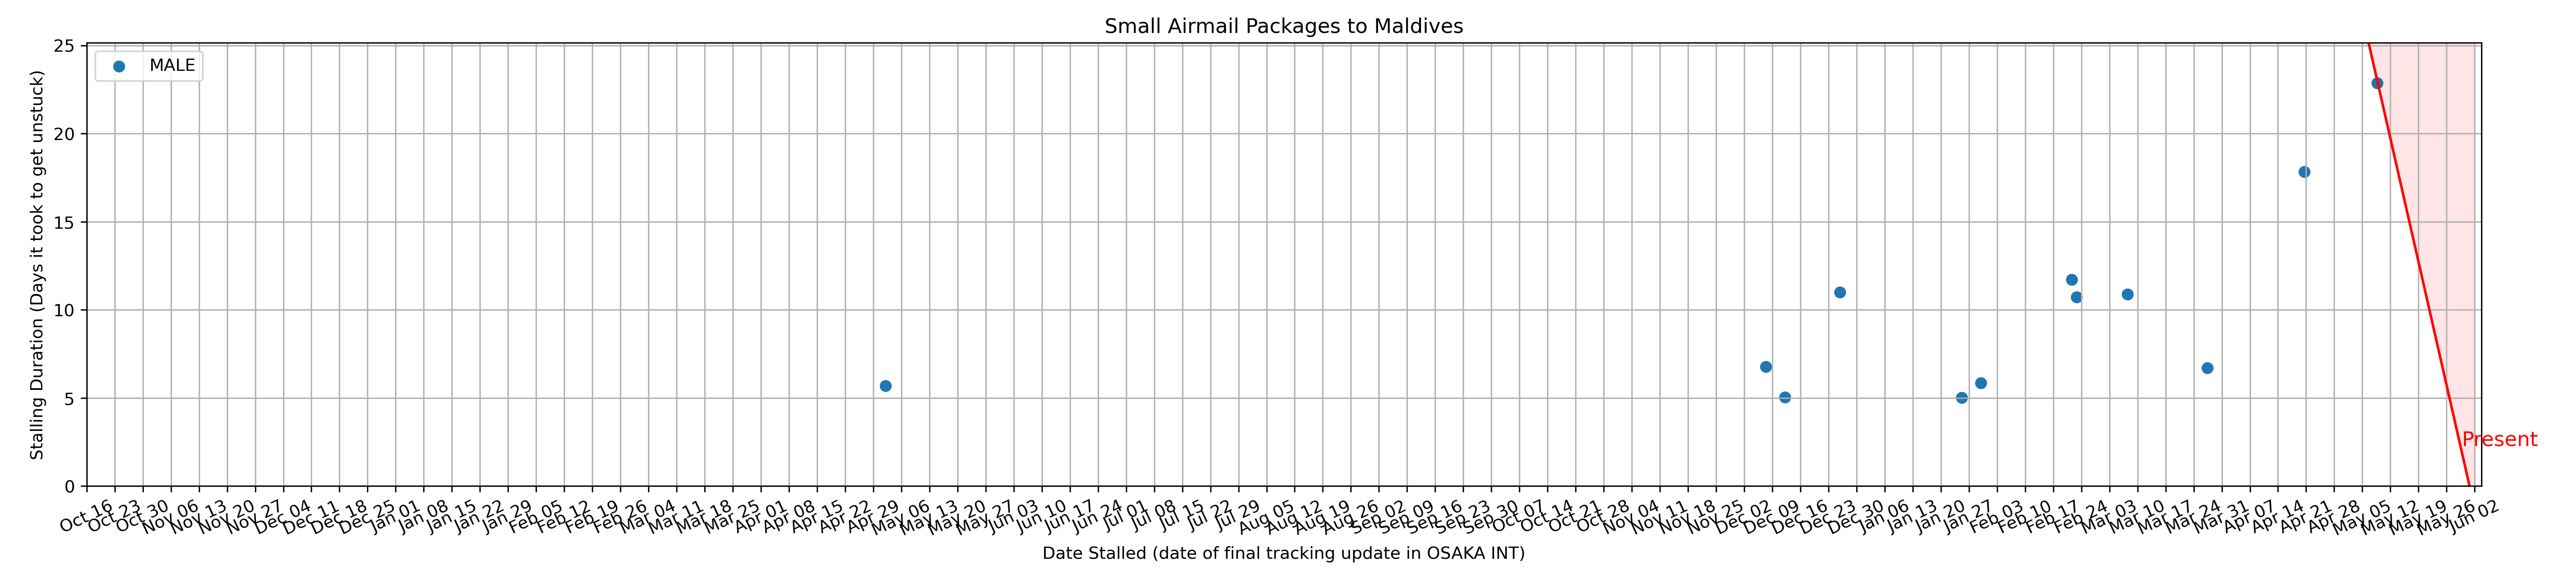 Small Airmail Packages to Maldives
MALE
Stalling Duration (Days it took to get unstuck)
25
20
15
10
5
0
Present
Oct 16 Oct 23 Oct 30 Nov 06 Nov 13 Nov 20 Nov 27 Dec 04 Dec 11 Dec 18 Dec 25 Jan 01 Jan 08 Jan 15 Jan 22 Jan 29 Feb 05 Feb 12 Feb 19 Feb 26 Mar 04 Mar 11 Mar 18 Mar 25 Apr 01 Apr 08 Apr 15 Apr 22 Apr 29 May 06 May 13 May 20 May 27 Jun 03 Jun 10 Jun 17 Jun 24 Jul 01 Jul 08 Jul 15 Jul 22 Jul 29 Aug 05 Aug 12 Aug 19 Aug 26 Sep 02 Sep 09 Sep 16 Sep 23 Sep 30 Oct 07 Oct 14 Oct 21 Oct 28 Nov 04 Nov 11 Nov 18 Nov 25 Dec 02 Dec 09 Dec 16 Dec 23 Dec 30 Jan 06 Jan 13 Jan 20 Jan 27 Feb 03 Feb 10 Feb 17 Feb 24 Mar 03 Mar 10 Mar 17 Mar 24 Mar 31 Apr 07 Apr 14 Apr 21 Apr 28 May 05 May 12 May 19 May 26 Jun 02
Date Stalled (date of final tracking update in OSAKA INT)